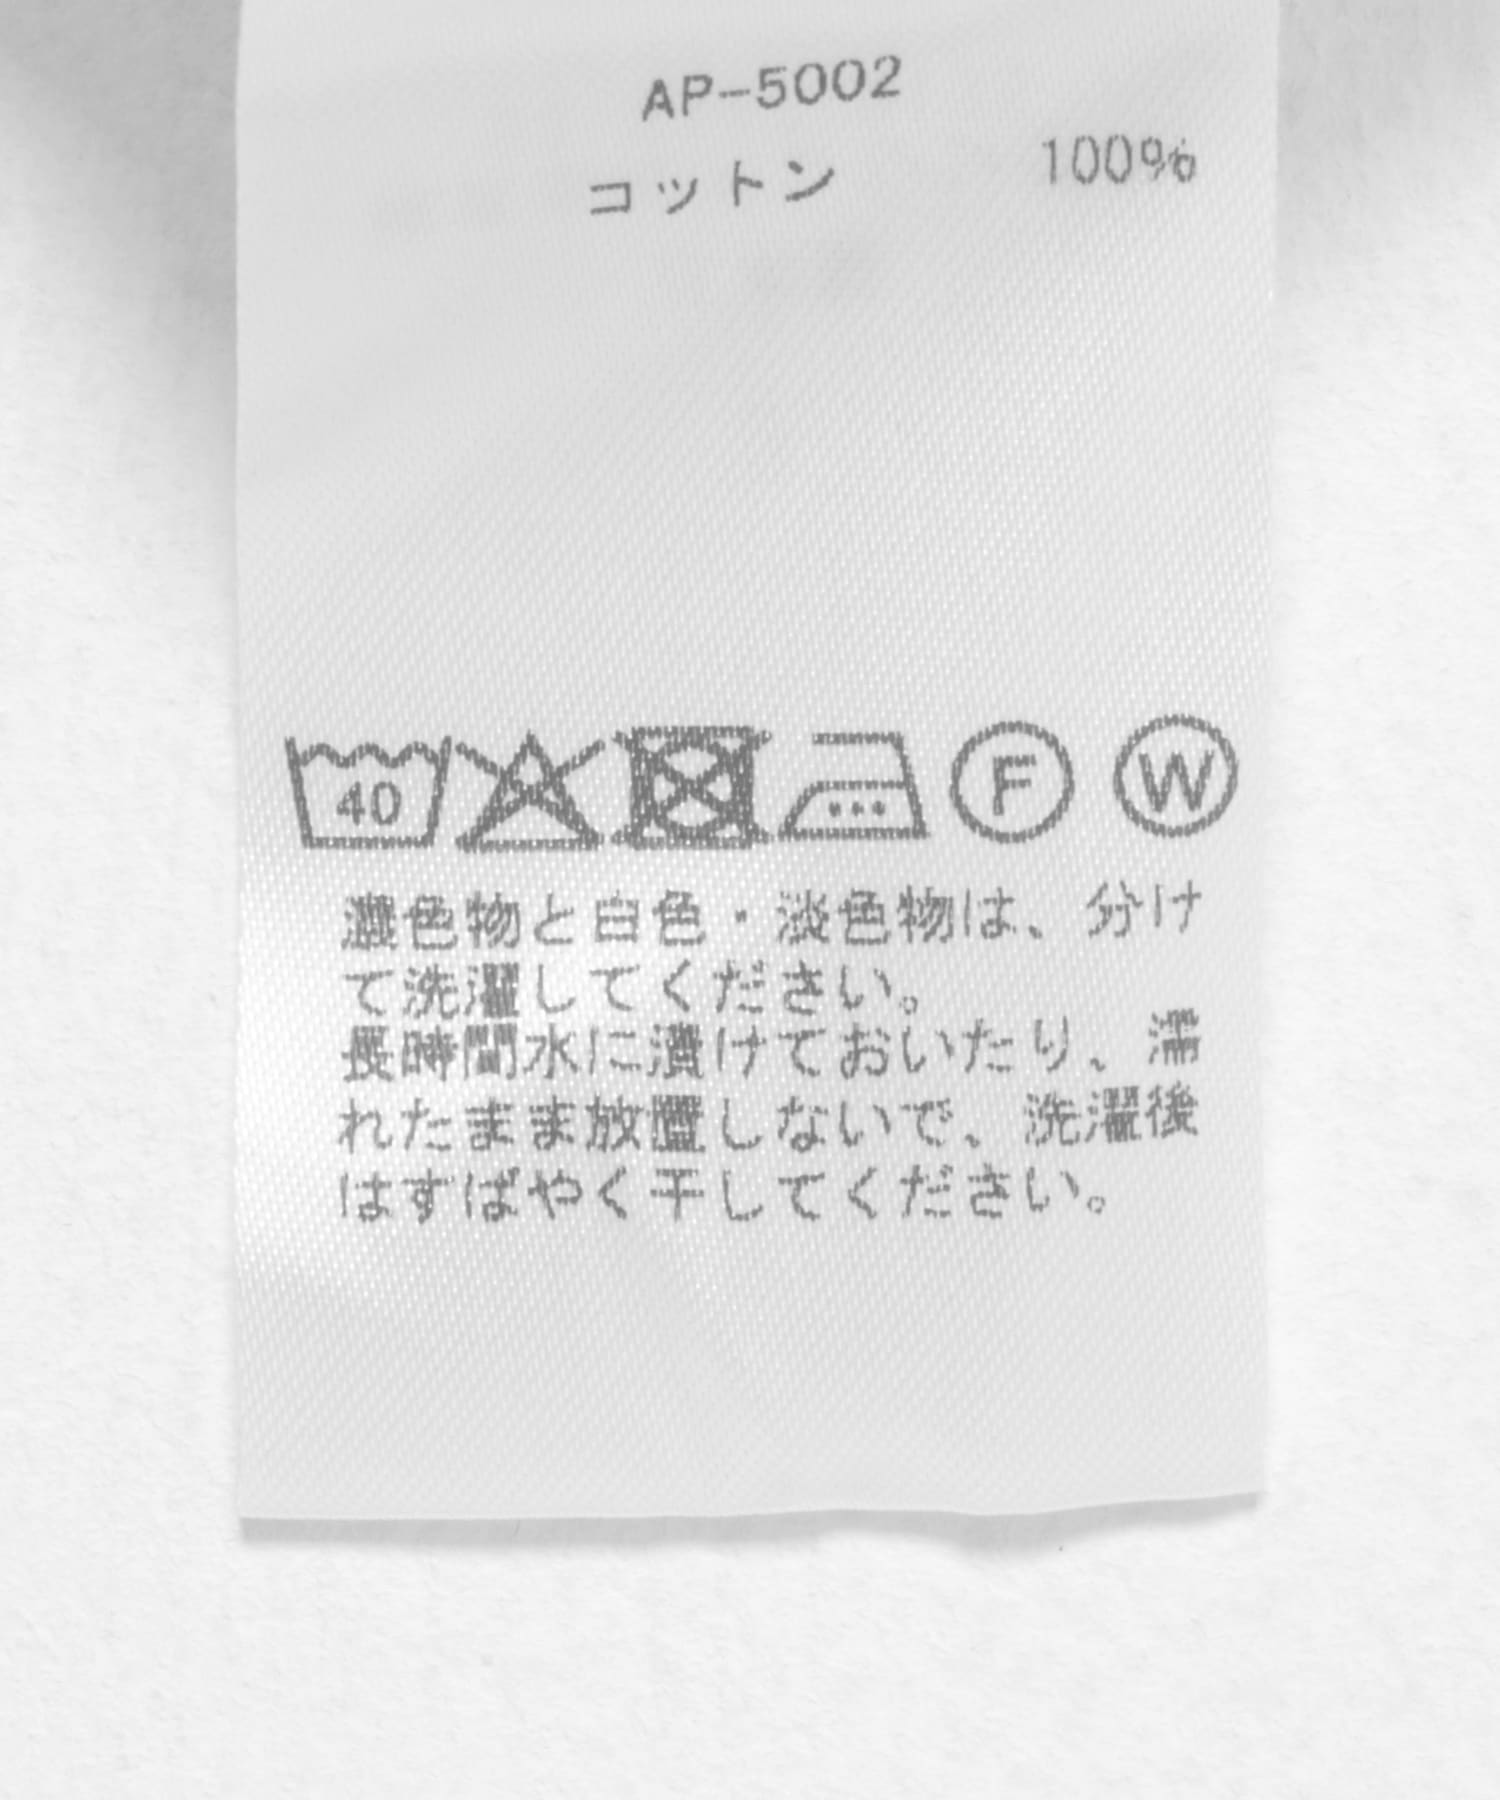 AP-5002
コットン 100%
40 F W
濃色物と白色・淡色物は、分け
て洗濯してください。
長時間水に漬けておいたり、濡
れたまま放置しないで、洗濯後
はすばやく干してください。